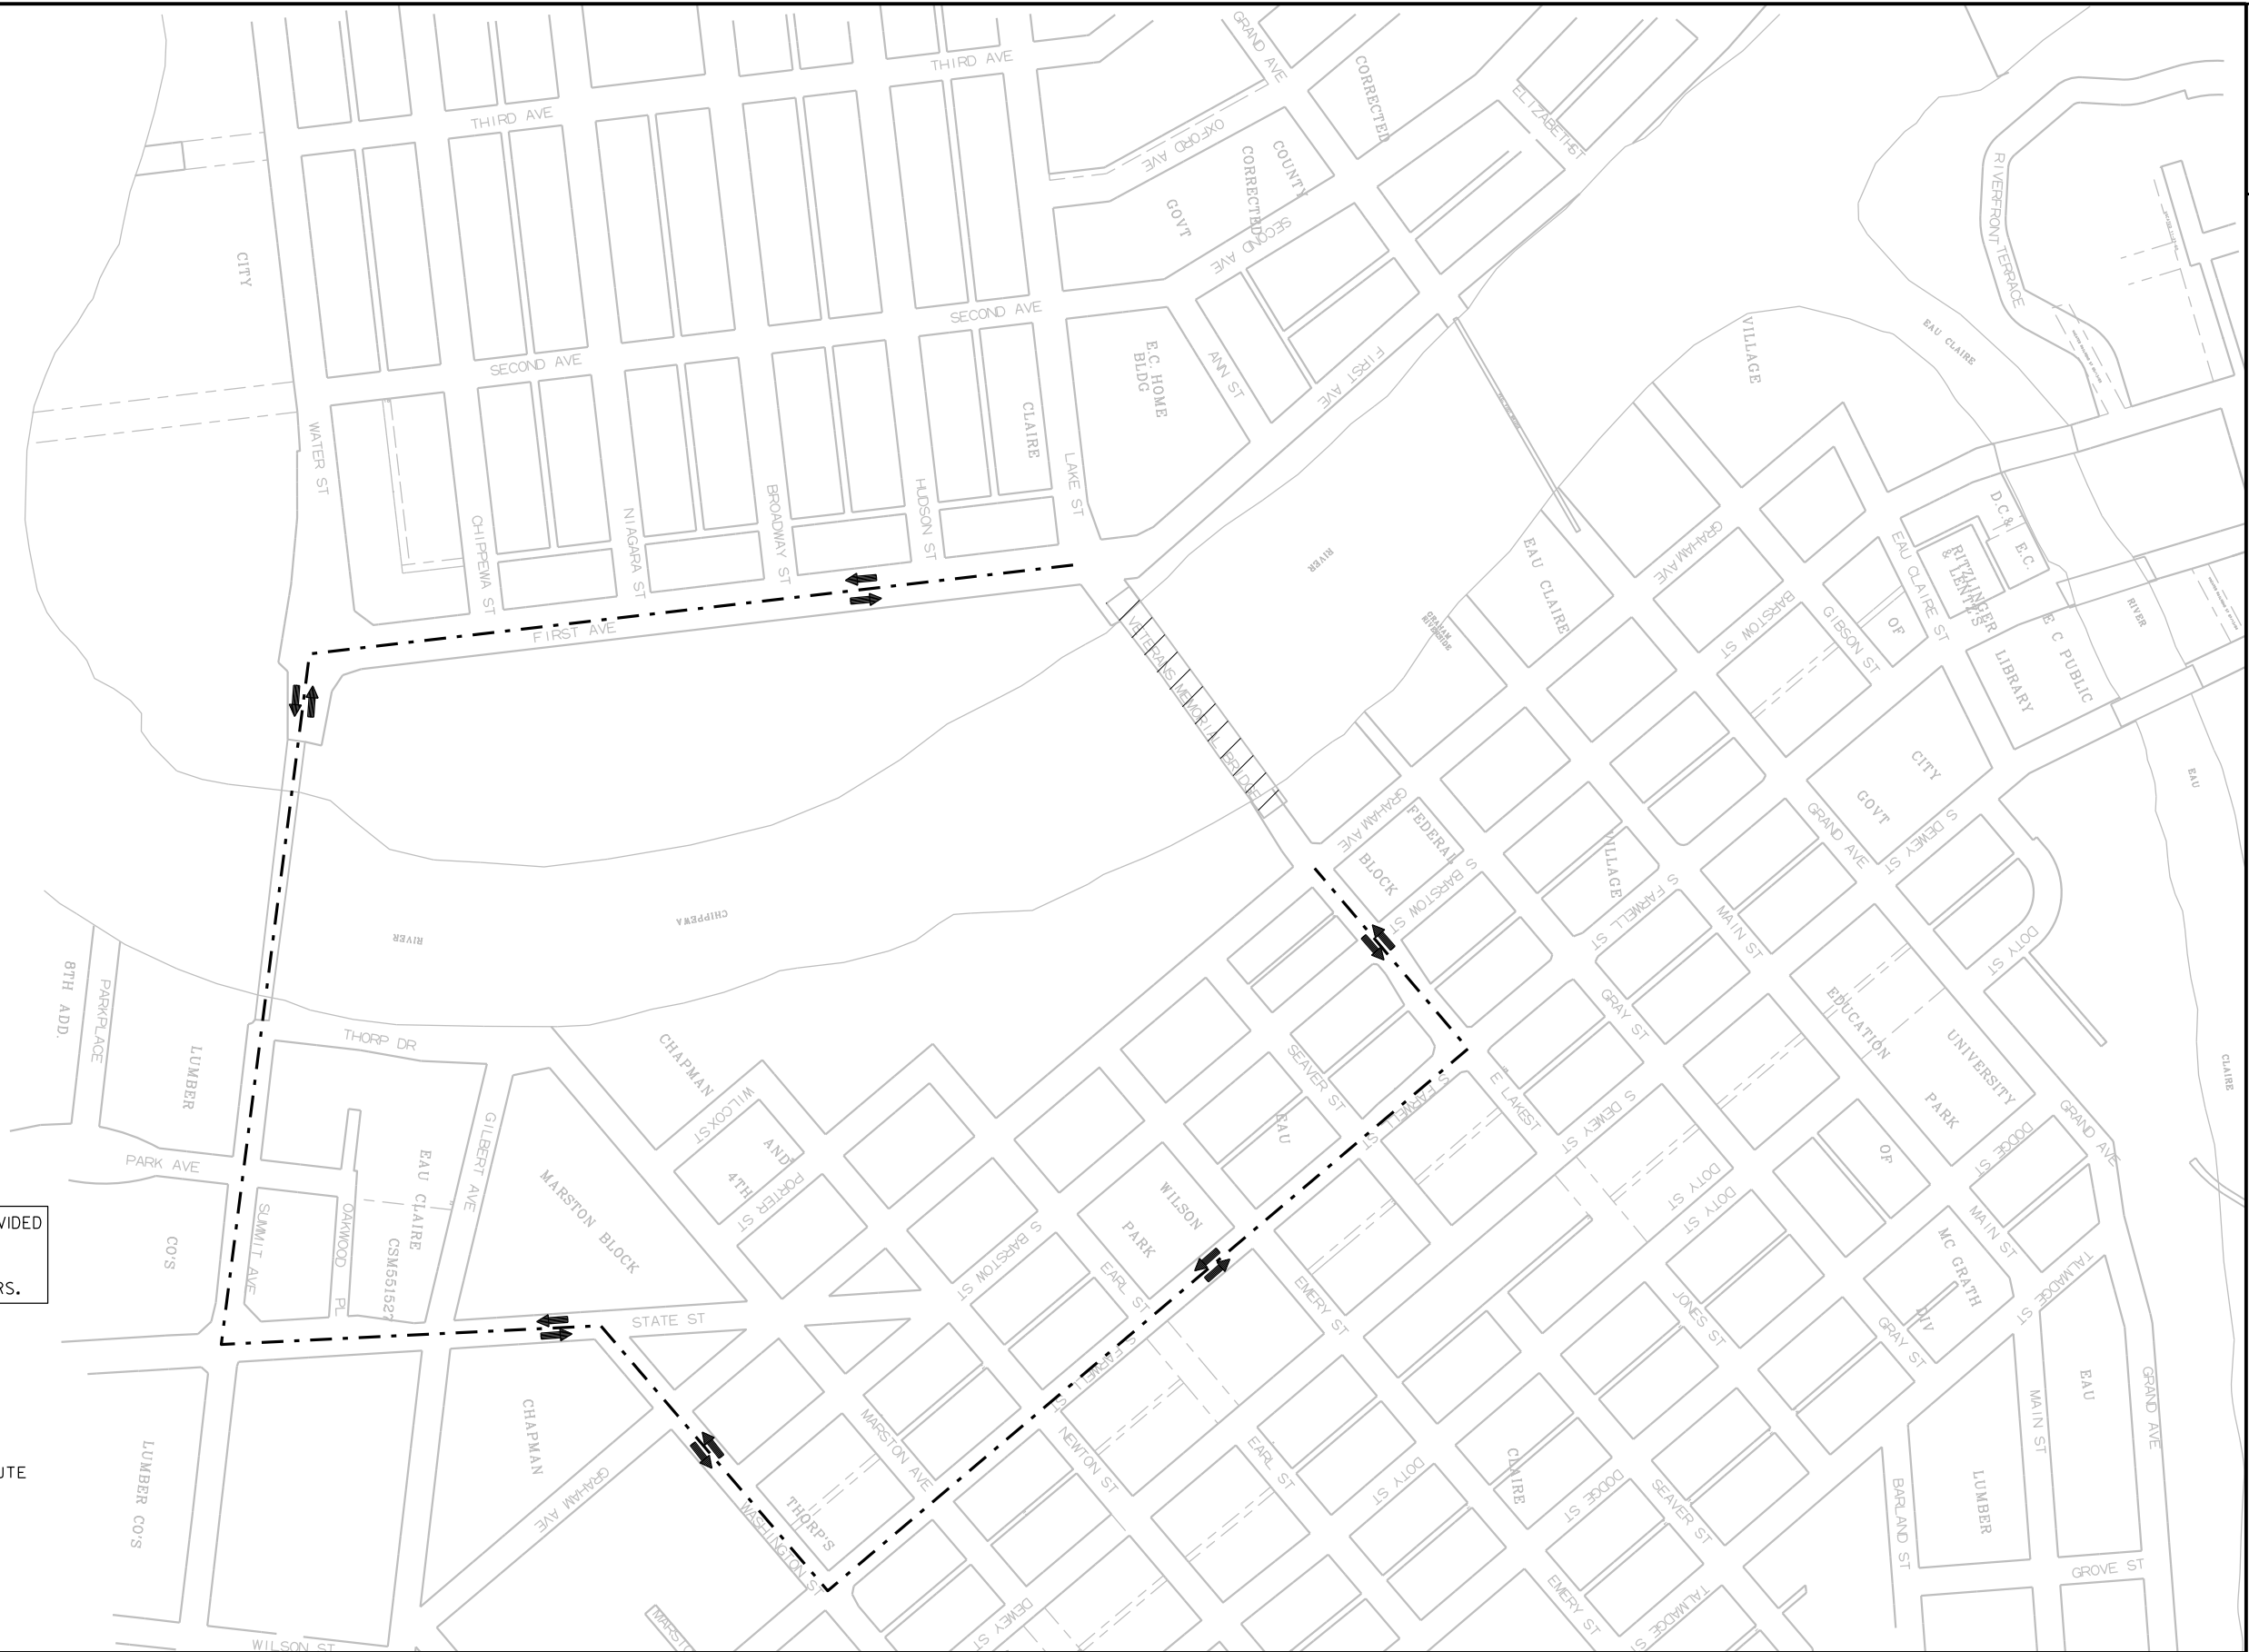 THIRD AVE
THIRD AVE
GRAND AVE
CORRECTED
ELIZABETH ST
OXFORD AVE
COUNTY
CORRECTED
GOVT
SECOND AVE
CITY
RIVERFRONT TERRACE
SECOND AVE
SECOND AVE
E.C. HOME
BLDG
ANN ST
FIRST AVE
VILLAGE
EAU CLAIRE
CLAIRE
WATER ST
LAKE ST
CHIPPEWA ST
NIAGARA ST
BROADWAY ST
HUDSON ST
FIRST AVE
VETERANS MEMORIAL BRIDGE
RIVER
EAU CLAIRE
GRAHAM AVE
GRAHAM
RIVERSIDE
S BARSTOW ST
GIBSON ST
EAU CLAIRE ST
D.C.&
E.C.
RITZINGER
& LENTZ'S
OF
E C PUBLIC
LIBRARY
RIVER
EAU
CITY
GOVT
GRAND AVE
S DEWEY ST
GRAHAM AVE
FEDERAL
BLOCK
S BARSTOW ST
VILLAGE
S FARWELL ST
MAIN ST
DOTY ST
GRAY ST
EDUCATION
UNIVERSITY
PARK
CLAIRE
CHIPPEWA
RIVER
8TH ADD.
PARKPLACE
LUMBER
THORP DR
CHAPMAN
WILCOX ST
AND
4TH
PORTER ST
SEAVER ST
EAU
S FARWELL ST
E LAKE ST
S DEWEY ST
DOTY ST
DOTY ST
OF
GRAND AVE
DODGE ST
MAIN ST
TALMADGE ST
MC GRATH
DIV
PARK AVE
GILBERT AVE
EAU CLAIRE
CSM551527
OAKWOOD PL
SUMMIT AVE
CO'S
MARSTON BLOCK
WILSON
PARK
S BARSTOW ST
EARL ST
EMERY ST
JONES ST
GRAY ST
VIDED
RS.
STATE ST
S FARWELL ST
CHAPMAN
LUMBER CO'S
MARSTON AVE
NEWTON ST
EARL ST
DOTY ST
CLAIRE
DODGE ST
SEAVER ST
BARLAND ST
MAIN ST
GRAND AVE
EAU
LUMBER
GROVE ST
UTE
GRAHAM AVE
WASHINGTON ST
THORP'S
DEWEY ST
EMERY ST
TALMADGE ST
WILSON ST
MARSTO